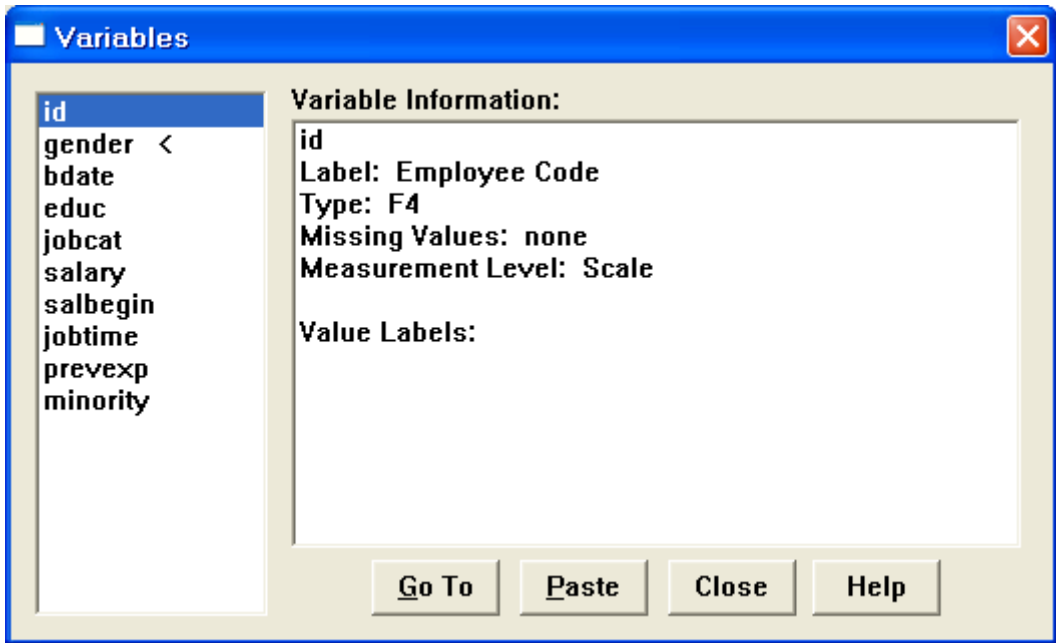 Variables
id
gender <
bdate
educ
jobcat
salary
salbegin
jobtime
prevexp
minority
Variable Information:
id
Label: Employee Code
Type: F4
Missing Values: none
Measurement Level: Scale
Value Labels:
Go To
Paste
Close
Help